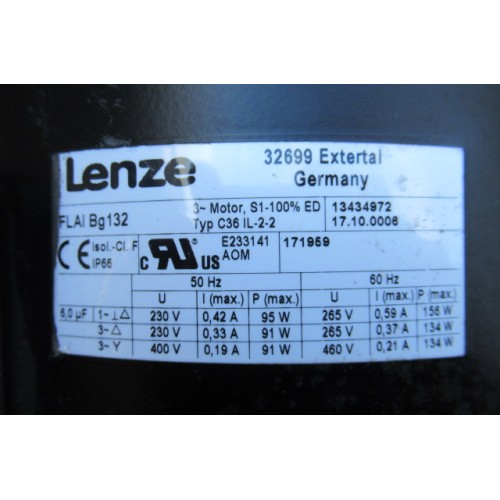 Lenze
32699 Extertal
Germany
FLAI Bg132
3~ Motor, S1-100% ED
Typ C36 IL-2-2
13434972
17.10.0006
CE
Isol.-Cl. F
IP66
c RU US
E233141
AOM
171959
50 Hz 60 Hz
U I (max.) P (max.) U I (max.) P (max.)
6,0 µF 1~ ⊥△ 230 V 0,42 A 95 W 265 V 0,59 A 156 W
3~ △ 230 V 0,33 A 91 W 265 V 0,37 A 134 W
3~ Y 400 V 0,19 A 91 W 460 V 0,21 A 134 W